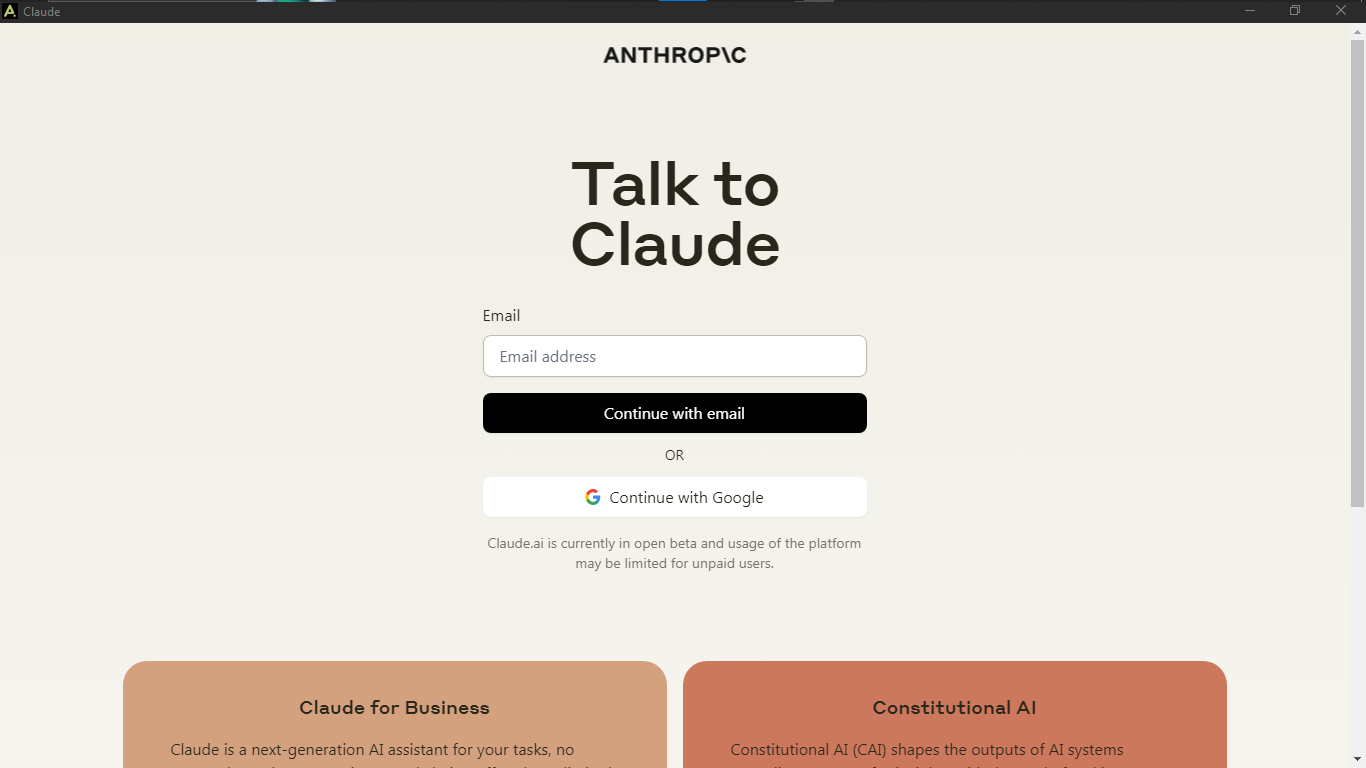 Claude
ANTHROP\C
Talk to
Claude
Email
Email address
Continue with email
OR
Continue with Google
Claude.ai is currently in open beta and usage of the platform
may be limited for unpaid users.
Claude for Business
Claude is a next-generation AI assistant for your tasks, no
Constitutional AI
Constitutional AI (CAI) shapes the outputs of AI systems